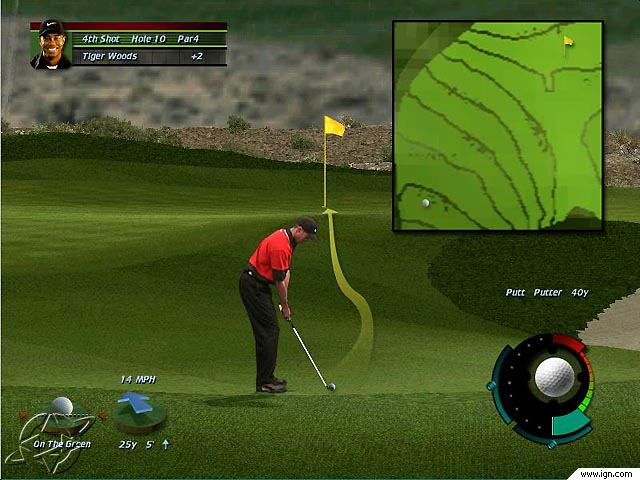 4th Shot Hole 10 Par4
Tiger Woods +2
Putt Putter 40y
14 MPH
On The Green
25y 5'
www.ign.com